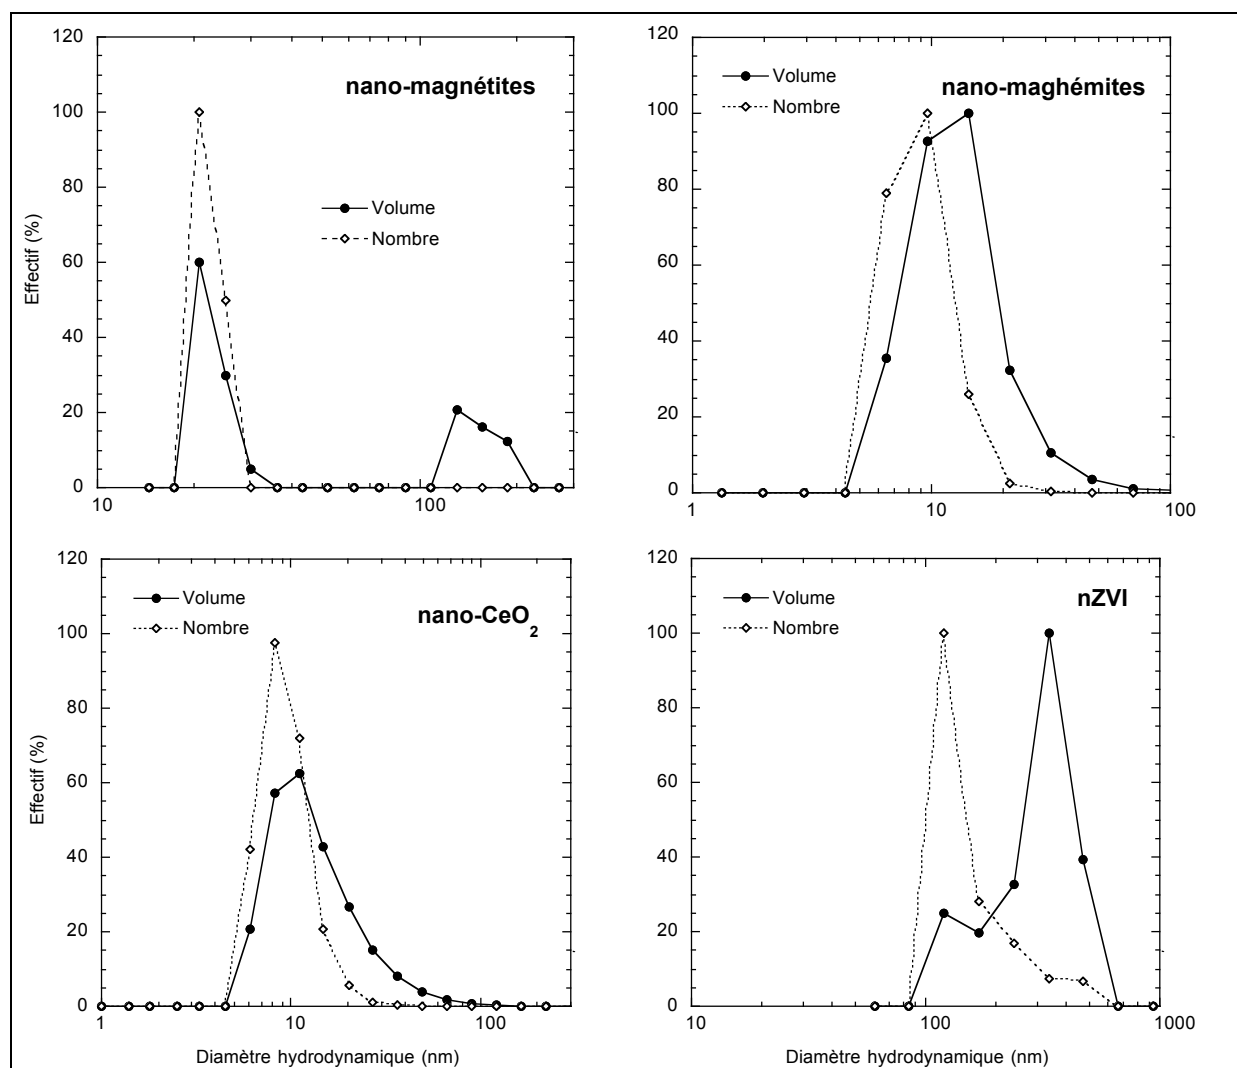 nano-magnétites
Volume
Nombre
Effectif (%)
120
100
80
60
40
20
0
10
100
nano-maghémites
Volume
Nombre
120
100
80
60
40
20
0
1
10
100
nano-CeO2
Volume
Nombre
Effectif (%)
120
100
80
60
40
20
0
1
10
100
Diamètre hydrodynamique (nm)
nZVI
Volume
Nombre
120
100
80
60
40
20
0
10
100
1000
Diamètre hydrodynamique (nm)